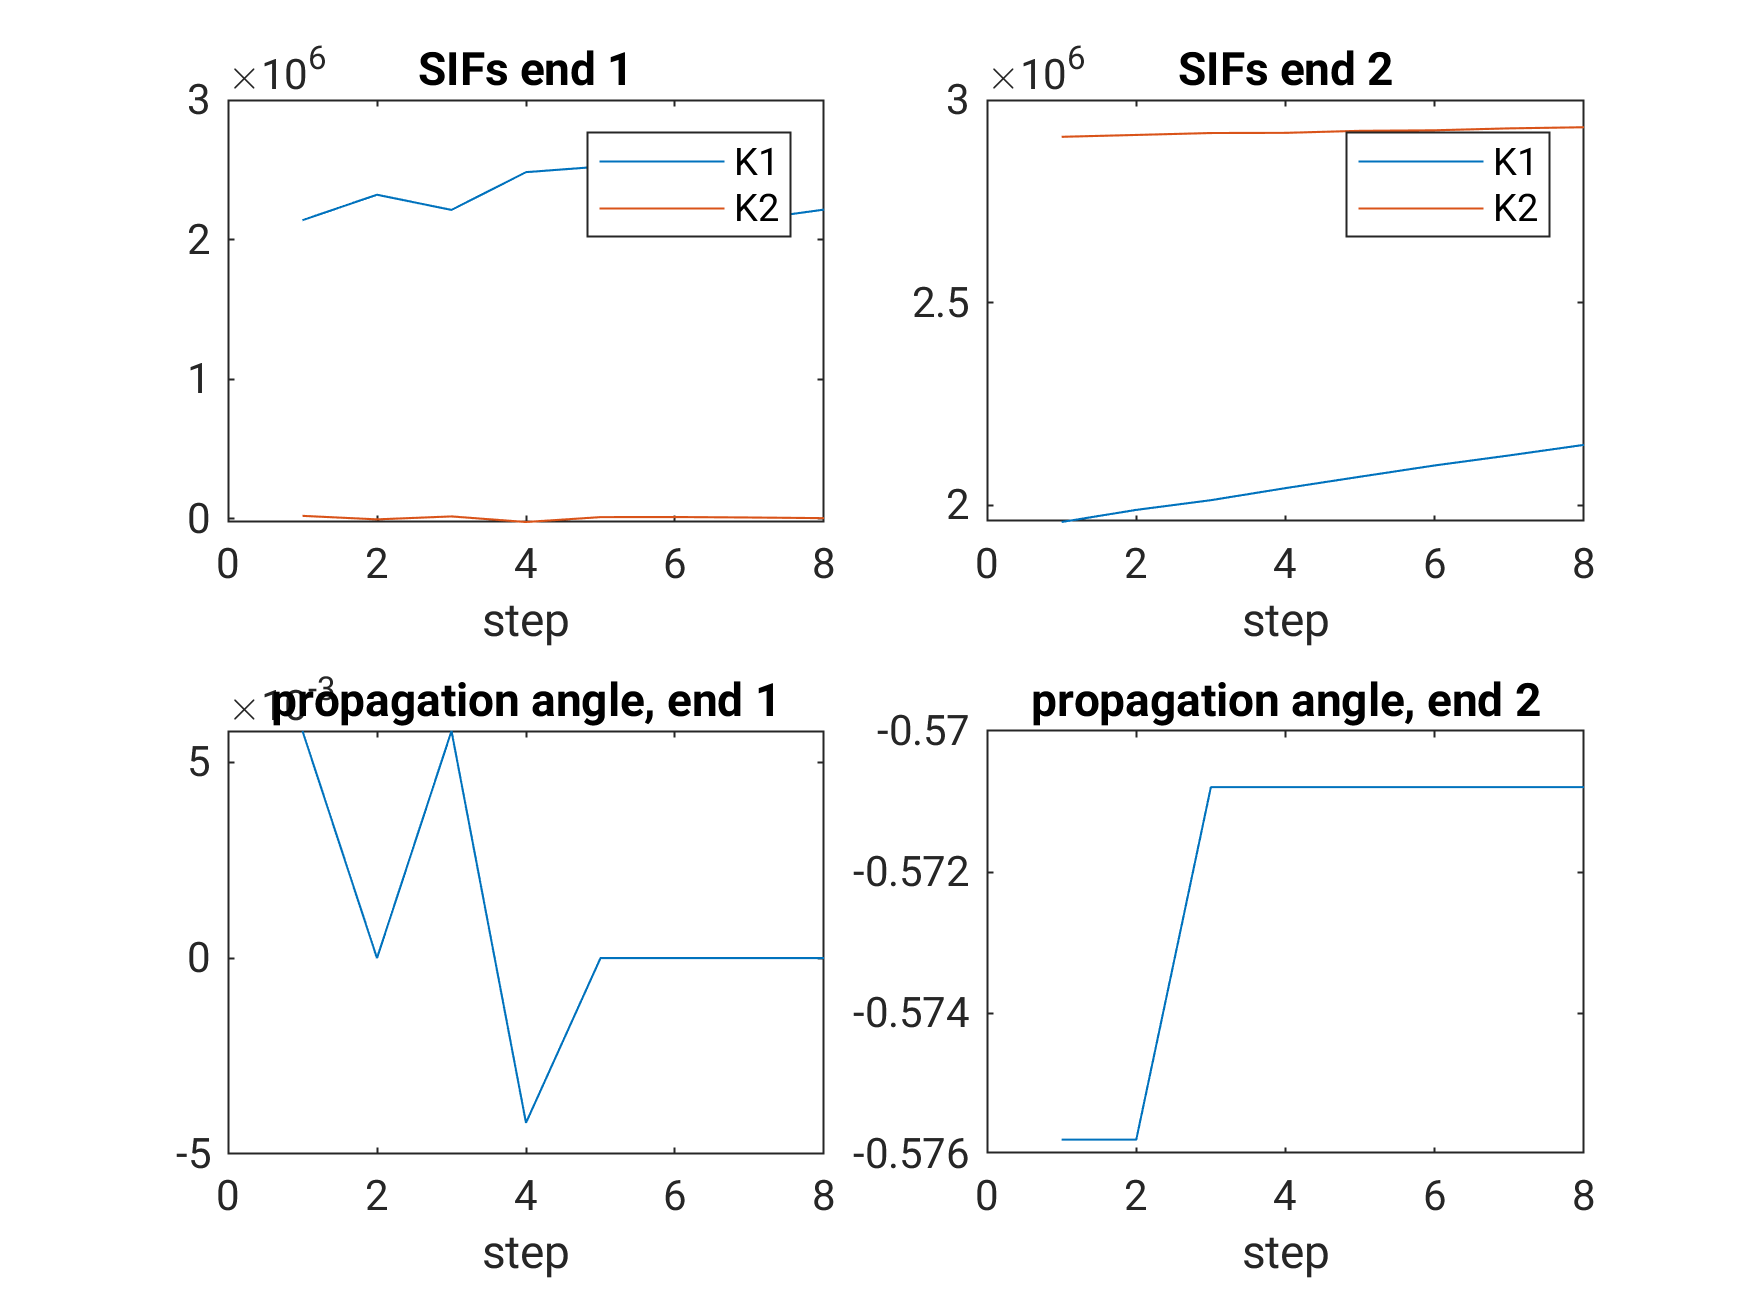 ×10^6 SIFs end 1
3
2
1
0
K1
K2
0 2 4 6 8
step
×10^6 SIFs end 2
3
2.5
2
K1
K2
0 2 4 6 8
step
×10^-3 propagation angle, end 1
5
0
-5
0 2 4 6 8
step
propagation angle, end 2
-0.57
-0.572
-0.574
-0.576
0 2 4 6 8
step